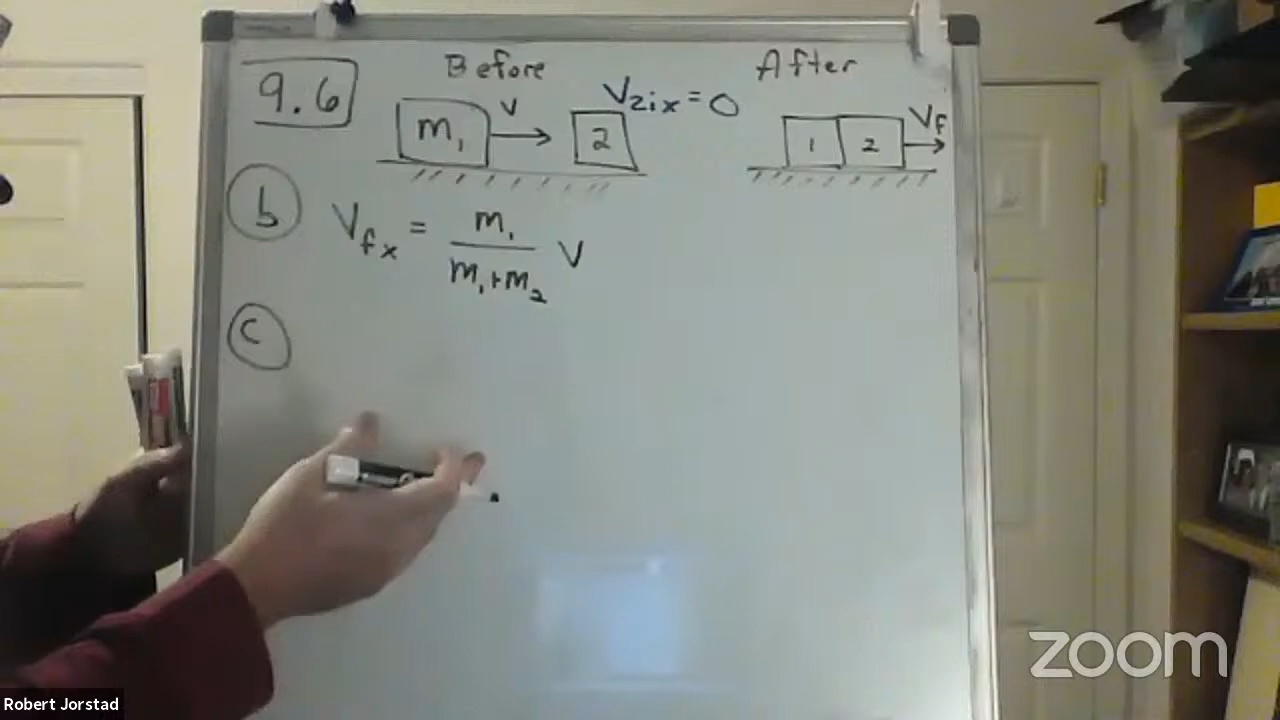 9.6
Before
After
m₁
V
2
V2ix = 0
1
2
Vf
b
Vfx = m₁ / m₁+m₂ V
c
zoom
Robert Jorstad